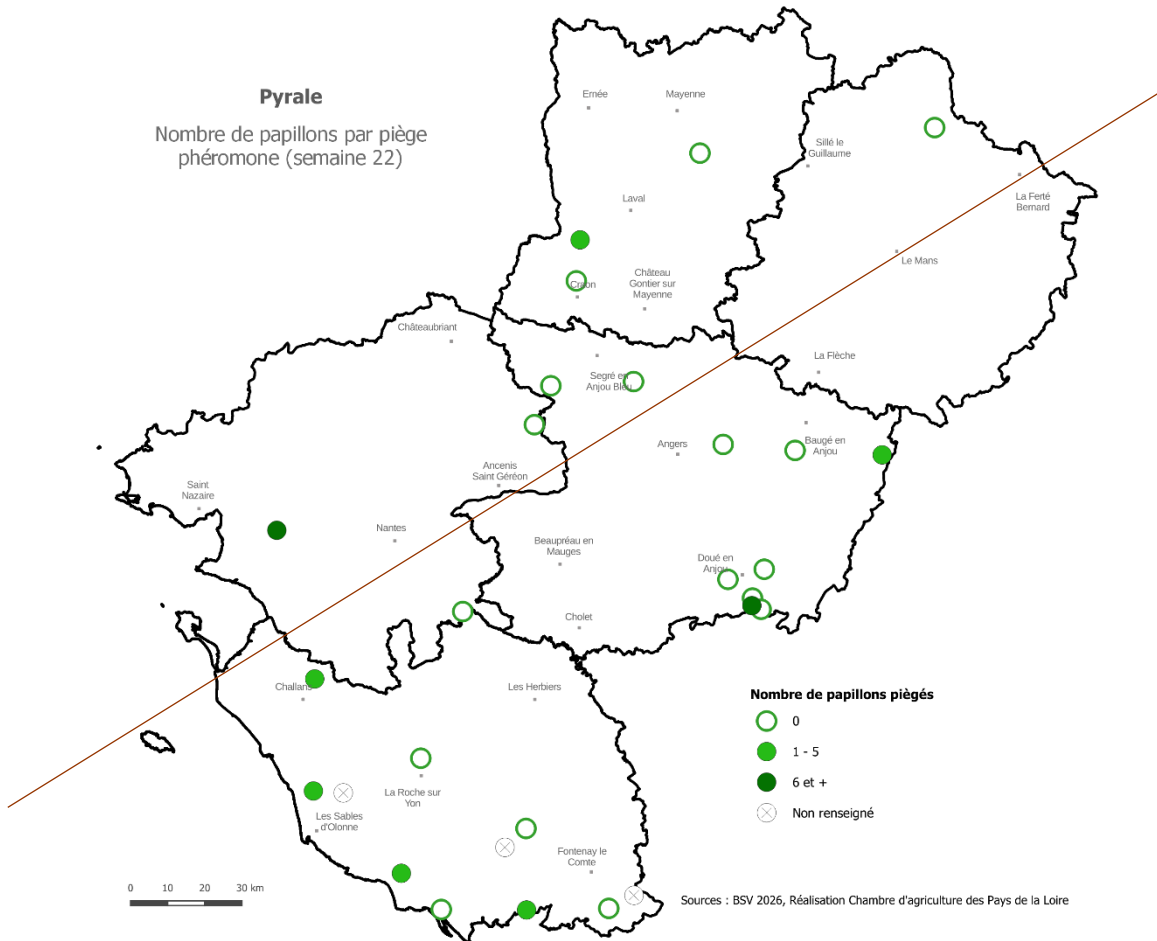 Pyrale
Nombre de papillons par piège
phéromone (semaine 22)
Ernée
Mayenne
Sillé le
Guillaume
La Ferté
Bernard
Laval
Le Mans
Craon
Château
Gontier sur
Mayenne
Châteaubriant
La Flèche
Segré en
Anjou Bleu
Angers
Baugé en
Anjou
Ancenis
Saint Géréon
Saint
Nazaire
Nantes
Beaupréau en
Mauges
Doué en
Anjou
Cholet
Challans
Les Herbiers
La Roche sur
Yon
Les Sables
d'Olonne
Fontenay le
Comte
Nombre de papillons piégés
0
1 - 5
6 et +
Non renseigné
0 10 20 30 km
Sources : BSV 2026, Réalisation Chambre d'agriculture des Pays de la Loire